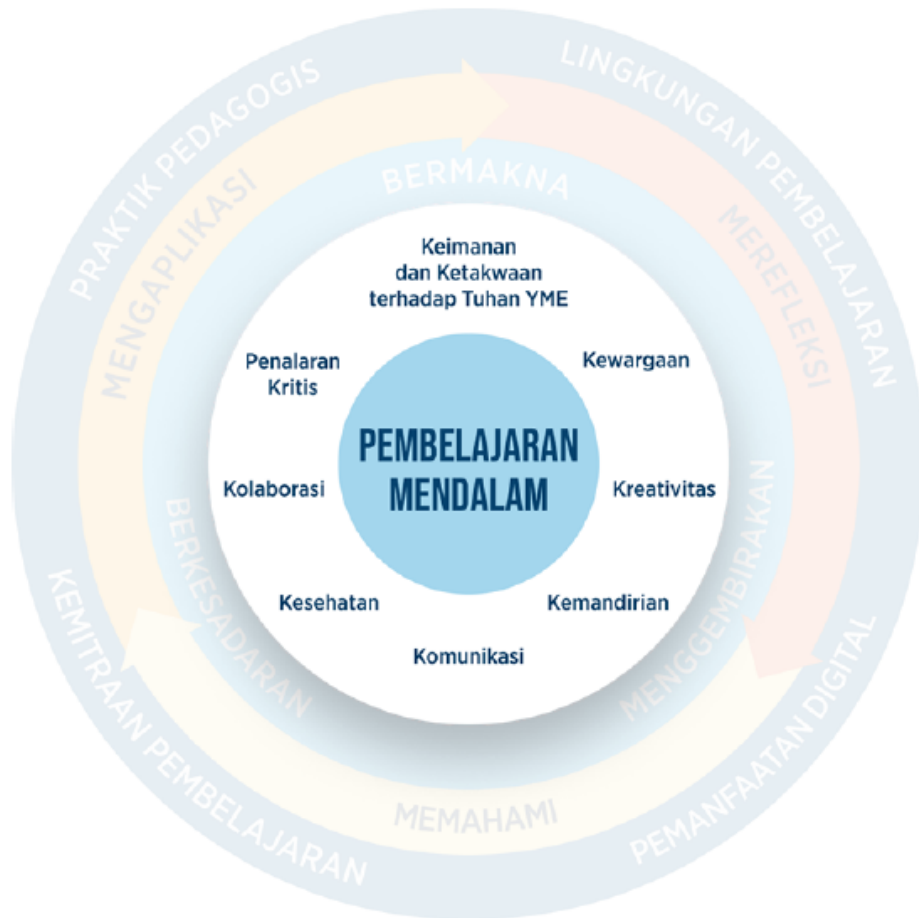 PRAKTIK PEDAGOGIS
LINGKUNGAN PEMBELAJARAN
MENGAPLIKASI
MEREFLEKSI
BERMAKNA
Keimanan
dan Ketakwaan
terhadap Tuhan YME
Penalaran
Kritis
Kewargaan
PEMBELAJARAN
MENDALAM
Kolaborasi
Kreativitas
Kesehatan
Kemandirian
Komunikasi
BERKESADARAN
MENGGEMBIRAKAN
MEMAHAMI
KEMITRAAN PEMBELAJARAN
PEMANFAATAN DIGITAL